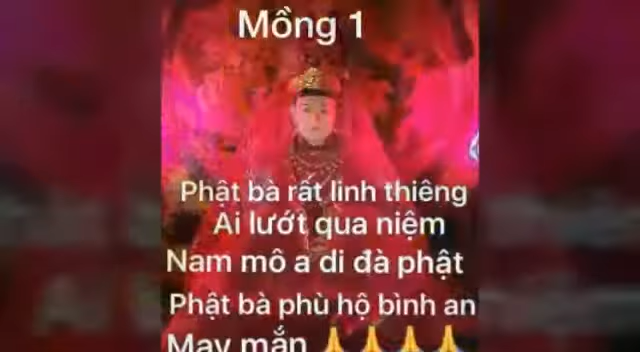 Mồng 1
Phật bà rất linh thiêng
Ai lướt qua niệm
Nam mô a di đà phật
Phật bà phù hộ bình an
May mắn 🙏🙏🙏🙏